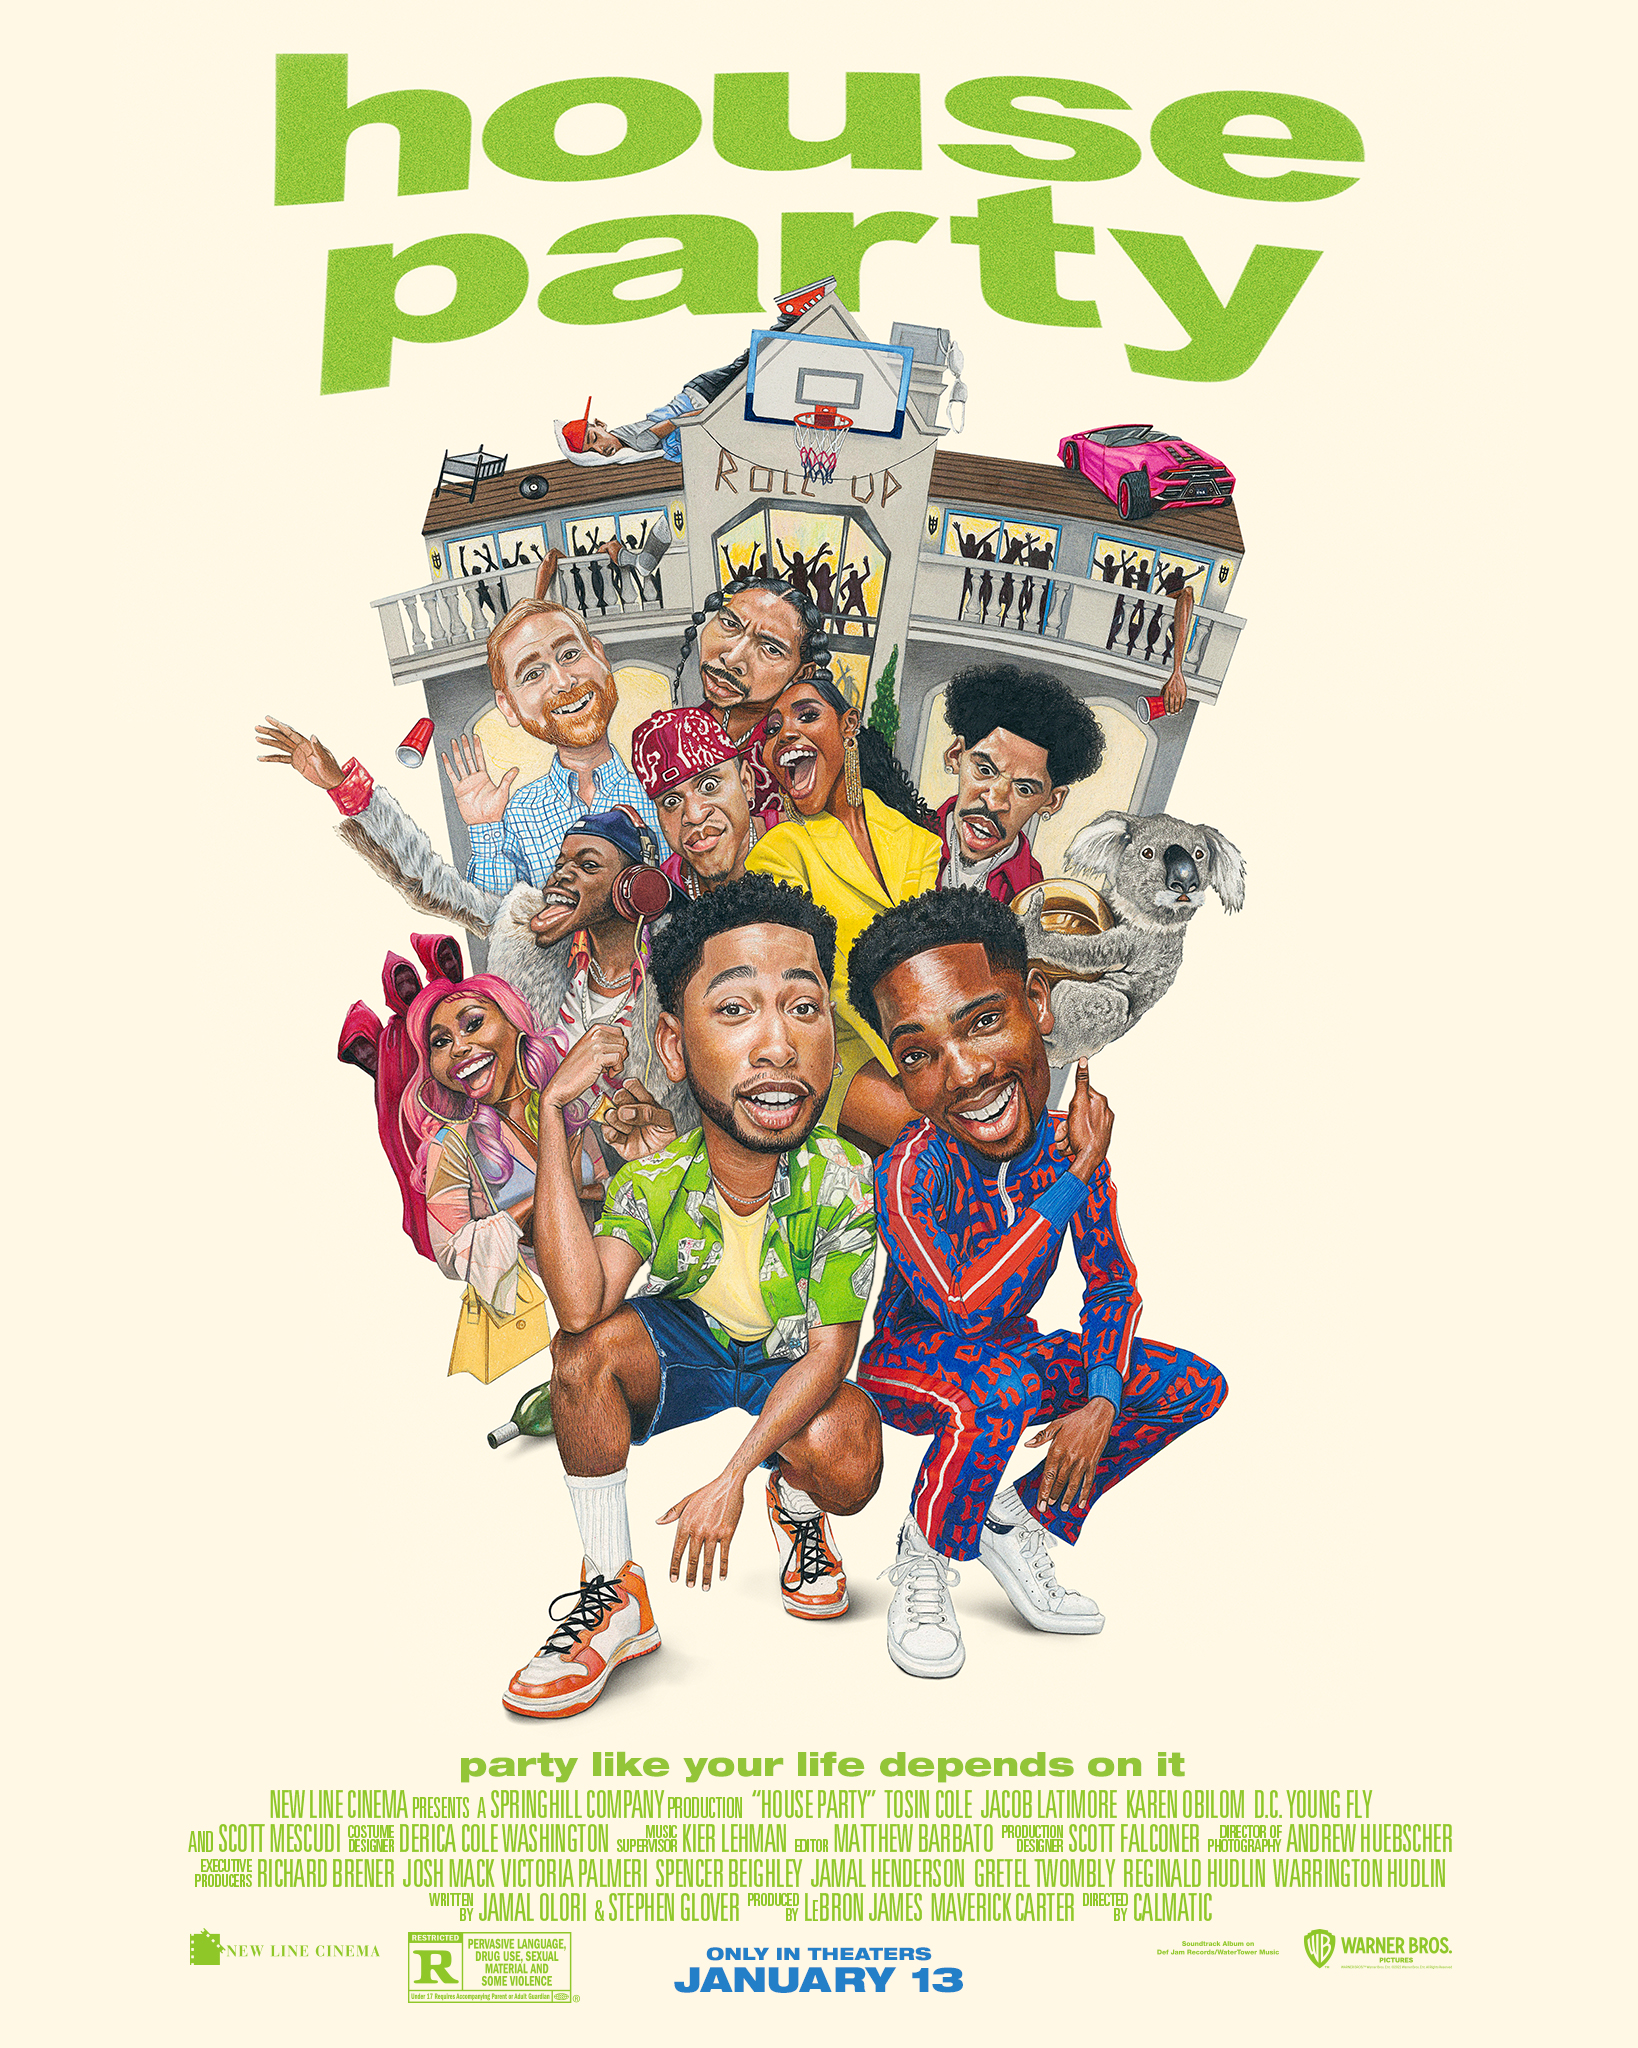 house
party
ROLL UP
party like your life depends on it
NEW LINE CINEMA PRESENTS A SPRINGHILL COMPANY PRODUCTION "HOUSE PARTY" TOSIN COLE JACOB LATIMORE KAREN OBILOM D.C. YOUNG FLY
AND SCOTT MESCUDI COSTUME DESIGNER DERICA COLE WASHINGTON MUSIC SUPERVISOR KIER LEHMAN EDITOR MATTHEW BARBATO PRODUCTION DESIGNER SCOTT FALCONER DIRECTOR OF PHOTOGRAPHY ANDREW HUEBSCHER
EXECUTIVE PRODUCERS RICHARD BRENER JOSH MACK VICTORIA PALMERI SPENCER BEIGHLEY JAMAL HENDERSON GRETEL TWOMBLY REGINALD HUDLIN WARRINGTON HUDLIN
WRITTEN BY JAMAL OLORI & STEPHEN GLOVER PRODUCED BY LeBRON JAMES MAVERICK CARTER DIRECTED BY CALMATIC
NEW LINE CINEMA
RESTRICTED
R
PERVASIVE LANGUAGE,
DRUG USE, SEXUAL
MATERIAL AND
SOME VIOLENCE
Under 17 Requires Accompanying Parent or Adult Guardian
®
ONLY IN THEATERS
JANUARY 13
Soundtrack Album on
Def Jam Records/WaterTower Music
WB
WARNER BROS.
PICTURES